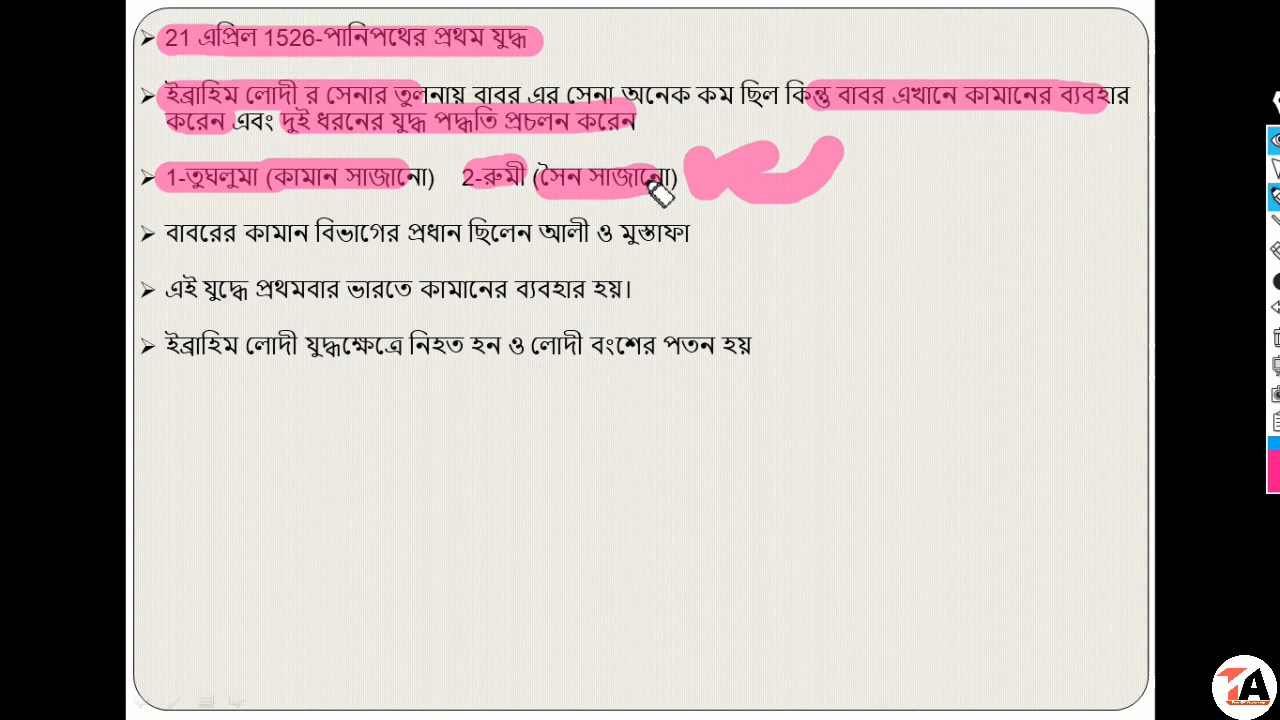 21 এপ্রিল 1526-পানিপথের প্রথম যুদ্ধ
ইব্রাহিম লোদী র সেনার তুলনায় বাবর এর সেনা অনেক কম ছিল কিন্তু বাবর এখানে কামানের ব্যবহার
করেন এবং দুই ধরনের যুদ্ধ পদ্ধতি প্রচলন করেন
1-তুঘলুমা (কামান সাজানো) 2-রুমী (সৈন সাজানো)
বাবরের কামান বিভাগের প্রধান ছিলেন আলী ও মুস্তাফা
এই যুদ্ধে প্রথমবার ভারতে কামানের ব্যবহার হয়।
ইব্রাহিম লোদী যুদ্ধক্ষেত্রে নিহত হন ও লোদী বংশের পতন হয়
TA